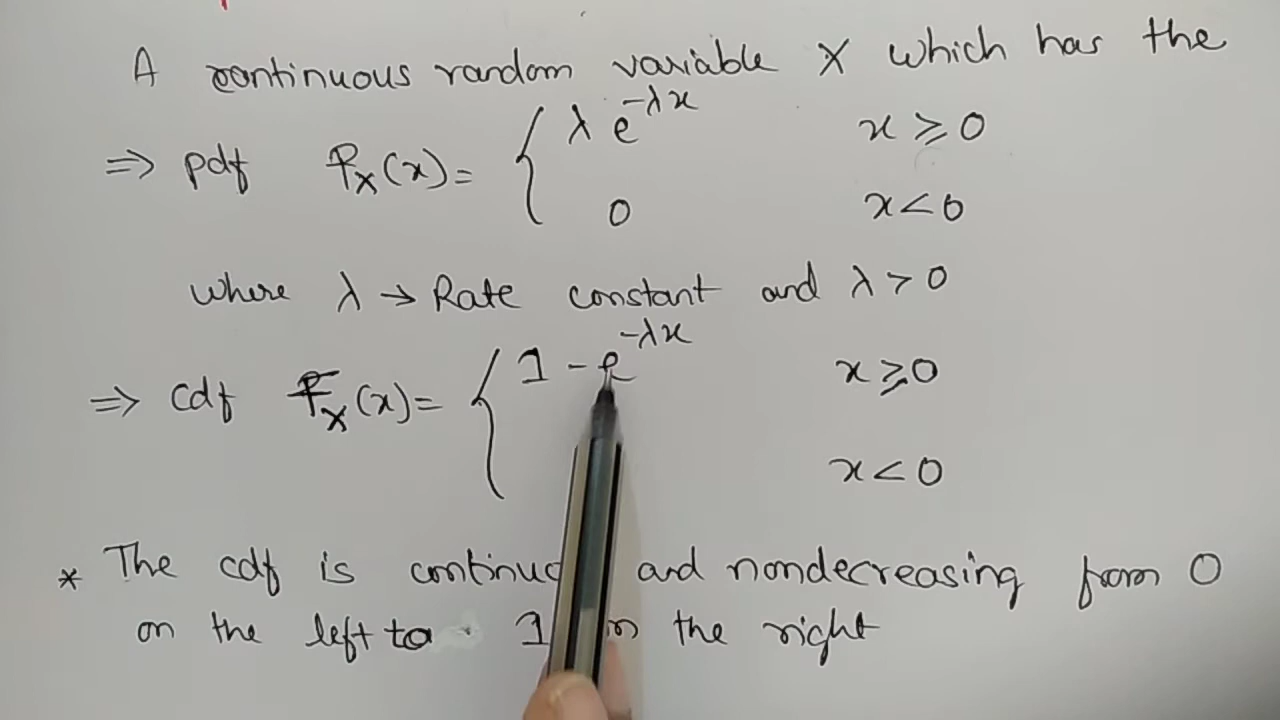 A continuous random variable X which has the
⇒ pdf f_X(x) = { λ e^{-λx} x ≥ 0
0 x < 0
where λ → Rate constant and λ > 0
⇒ cdf F_X(x) = { 1 - e^{-λx} x ≥ 0
x < 0
* The cdf is and nondecreasing from 0
on the left to 1 the right